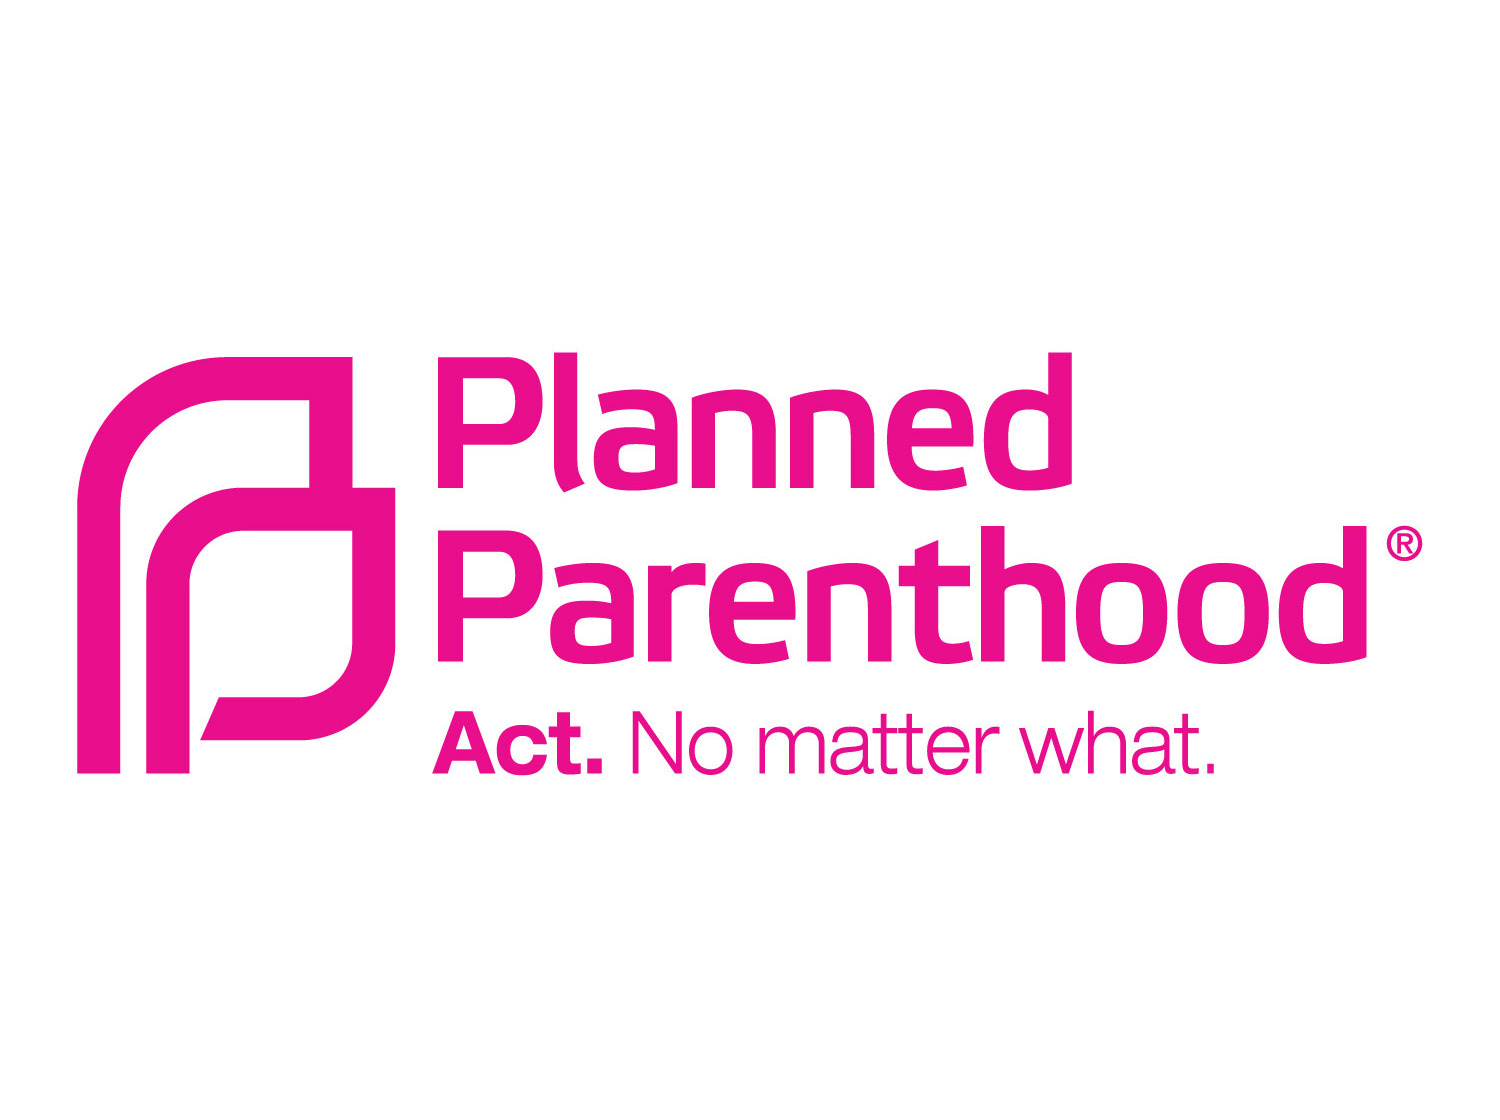 Planned
Parenthood®
Act. No matter what.